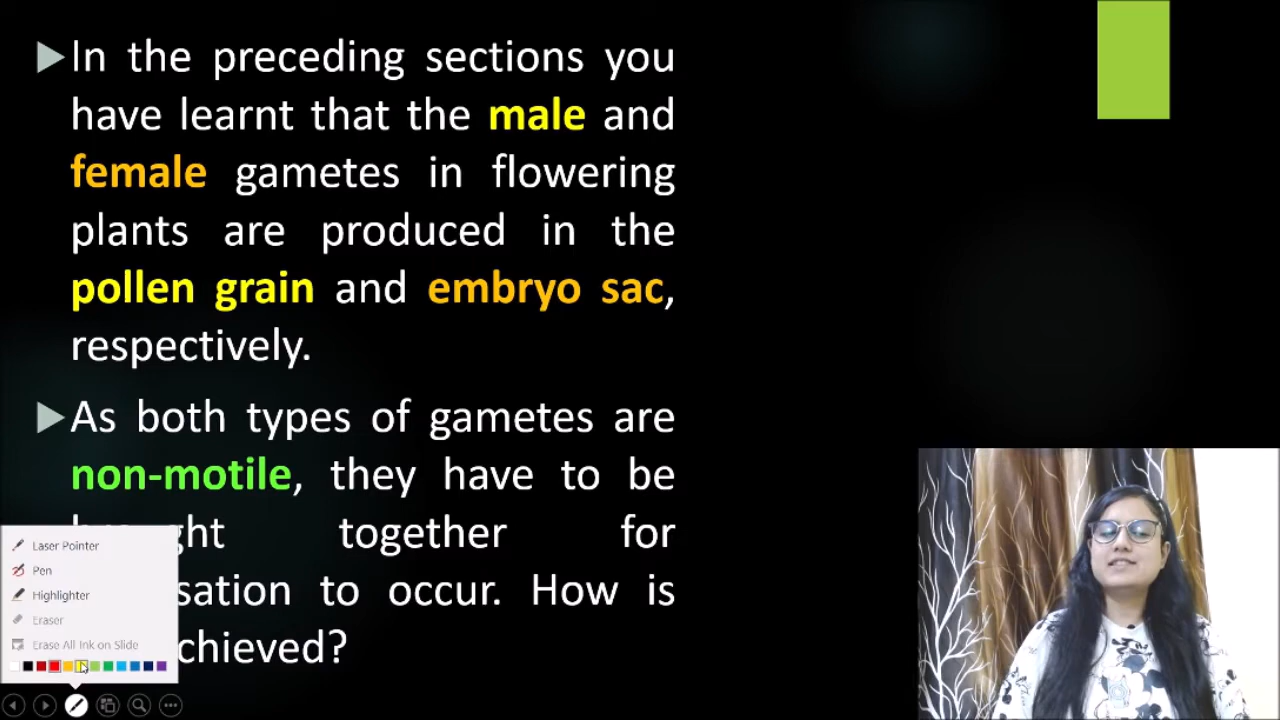 In the preceding sections you
have learnt that the male and
female gametes in flowering
plants are produced in the
pollen grain and embryo sac,
respectively.
As both types of gametes are
non-motile, they have to be
ght together for
sation to occur. How is
chieved?
Laser Pointer
Pen
Highlighter
Eraser
Erase All Ink on Slide